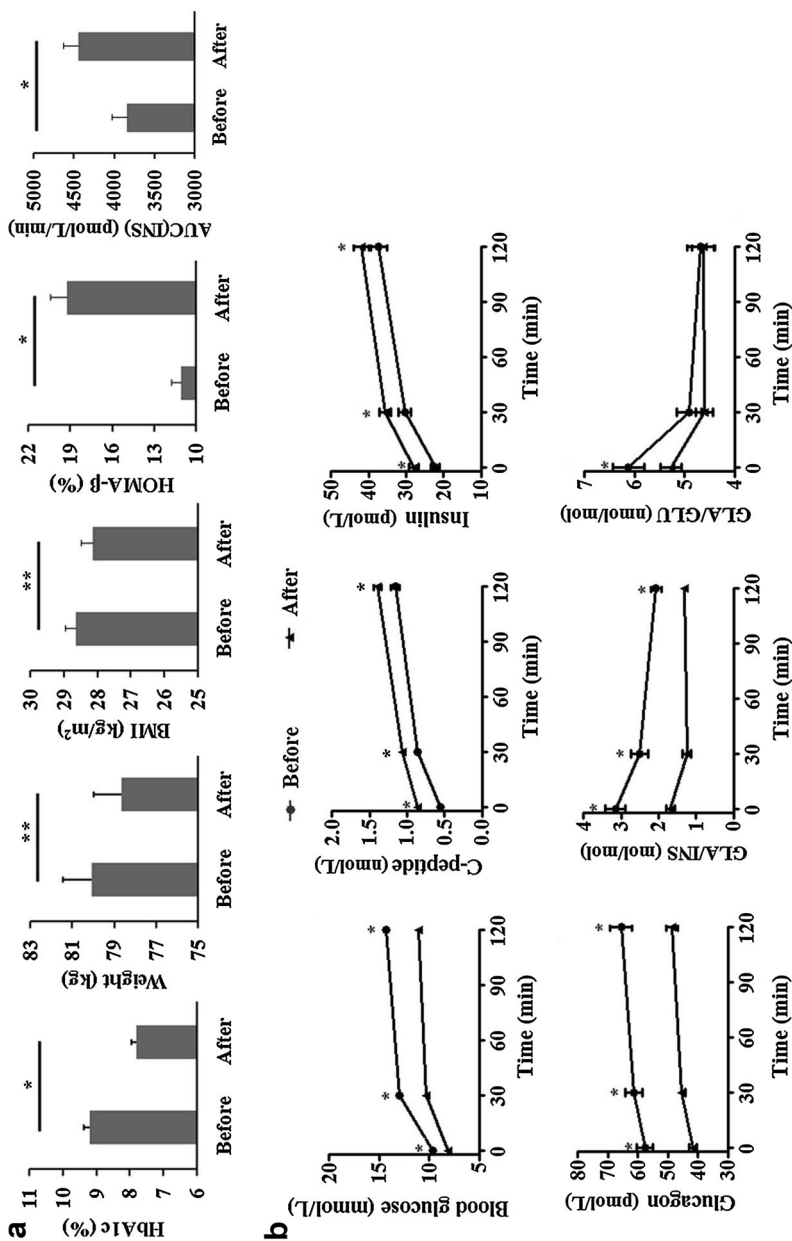 a
HbA1c (%)
11
10
9
8
7
6
*
Before After
Weight (kg)
83
81
79
77
75
**
Before After
BMI (kg/m²)
30
29
28
27
26
25
**
Before After
HOMA-β (%)
22
19
16
13
10
*
Before After
AUC(INS) (pmol/L/min)
5000
4500
4000
3500
3000
*
Before After
b
Before After
Blood glucose (mmol/L)
20
15
10
5
* * *
0 30 60 90 120
Time (min)
C-peptide (nmol/L)
2.0
1.5
1.0
0.5
0.0
* * *
0 30 60 90 120
Time (min)
Insulin (pmol/L)
50
40
30
20
10
* * *
0 30 60 90 120
Time (min)
Glucagon (pmol/L)
80
70
60
50
40
30
* * *
0 30 60 90 120
Time (min)
GLA/INS (mol/mol)
4
3
2
1
0
* * *
0 30 60 90 120
Time (min)
GLA/GLU (nmol/mol)
7
6
5
4
*
0 30 60 90 120
Time (min)